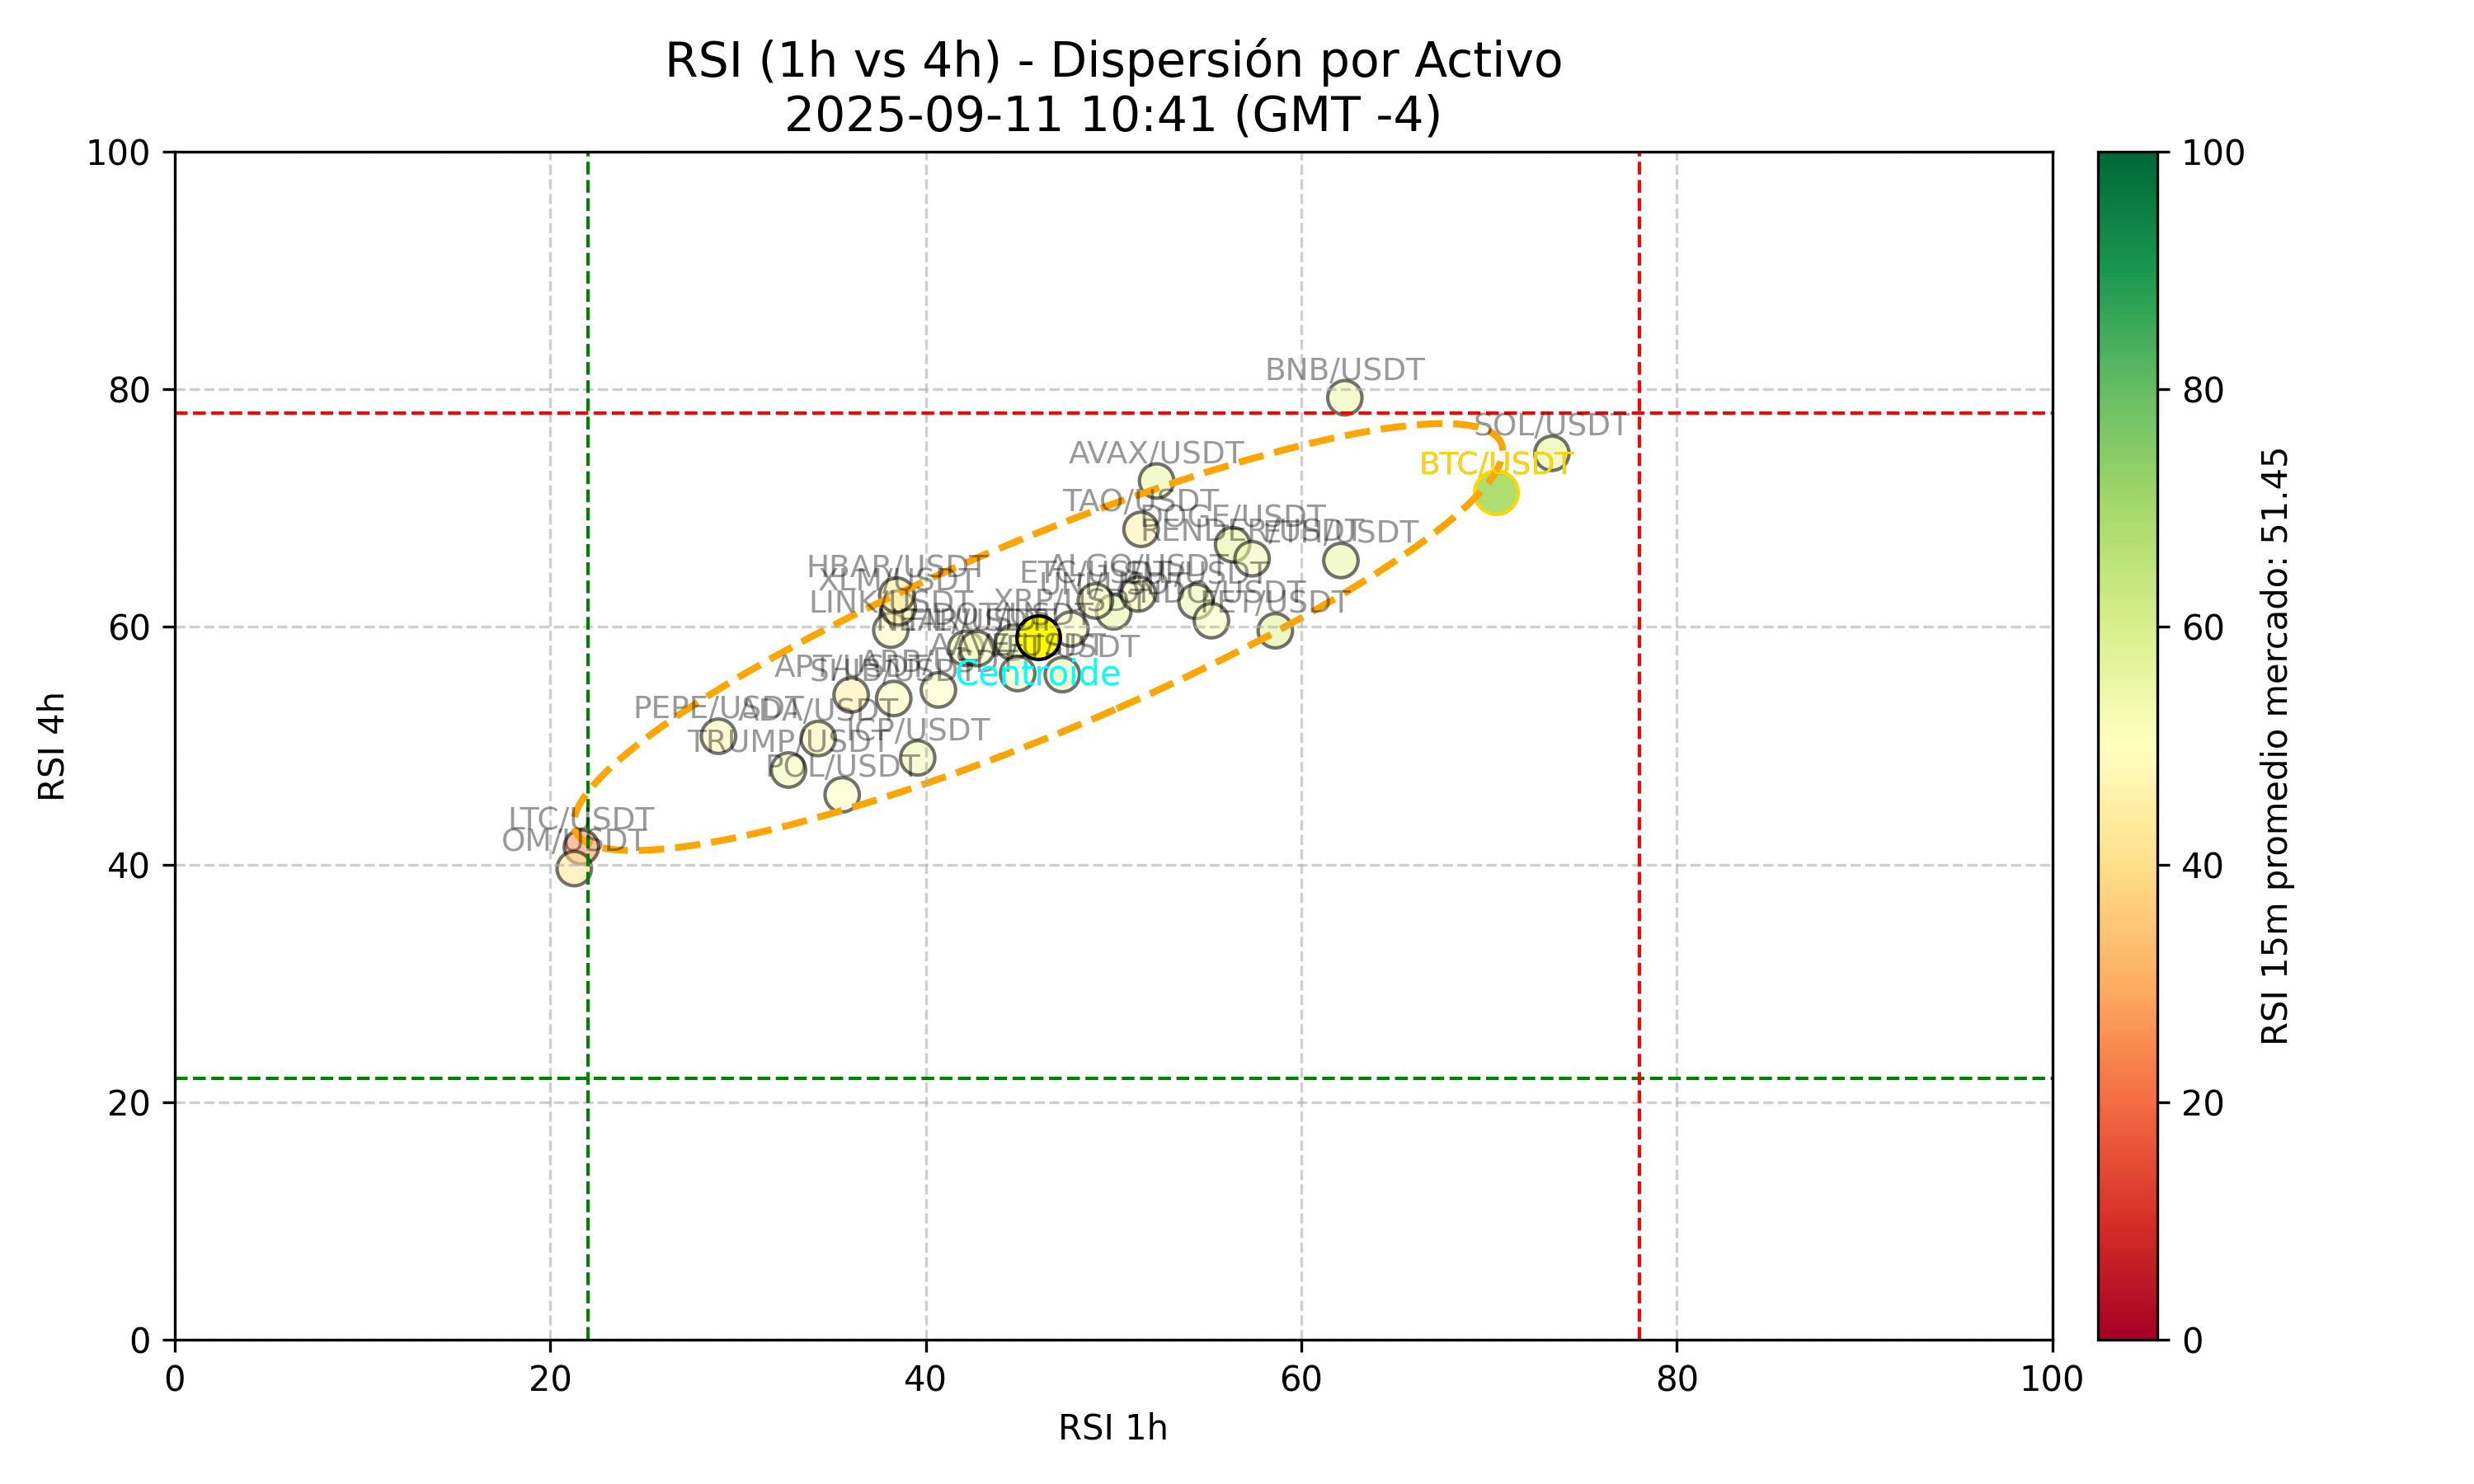 RSI (1h vs 4h) - Dispersión por Activo
2025-09-11 10:41 (GMT -4)
100
80
60
40
20
0
RSI 4h
0
20
40
60
80
100
RSI 1h
BNB/USDT
SOL/USDT
AVAX/USDT
BTC/USDT
TAO/USDT
DOGE/USDT
RENDER/USDT
ETH/USDT
HBAR/USDT
ALGO/USDT
XLM/USDT
LINK/USDT
XRP/USDT
APT/USDT
PEPE/USDT
ADA/USDT
ICP/USDT
TRUMP/USDT
POL/USDT
LTC/USDT
OM/USDT
Centroide
100
80
60
40
20
0
RSI 15m promedio mercado: 51.45